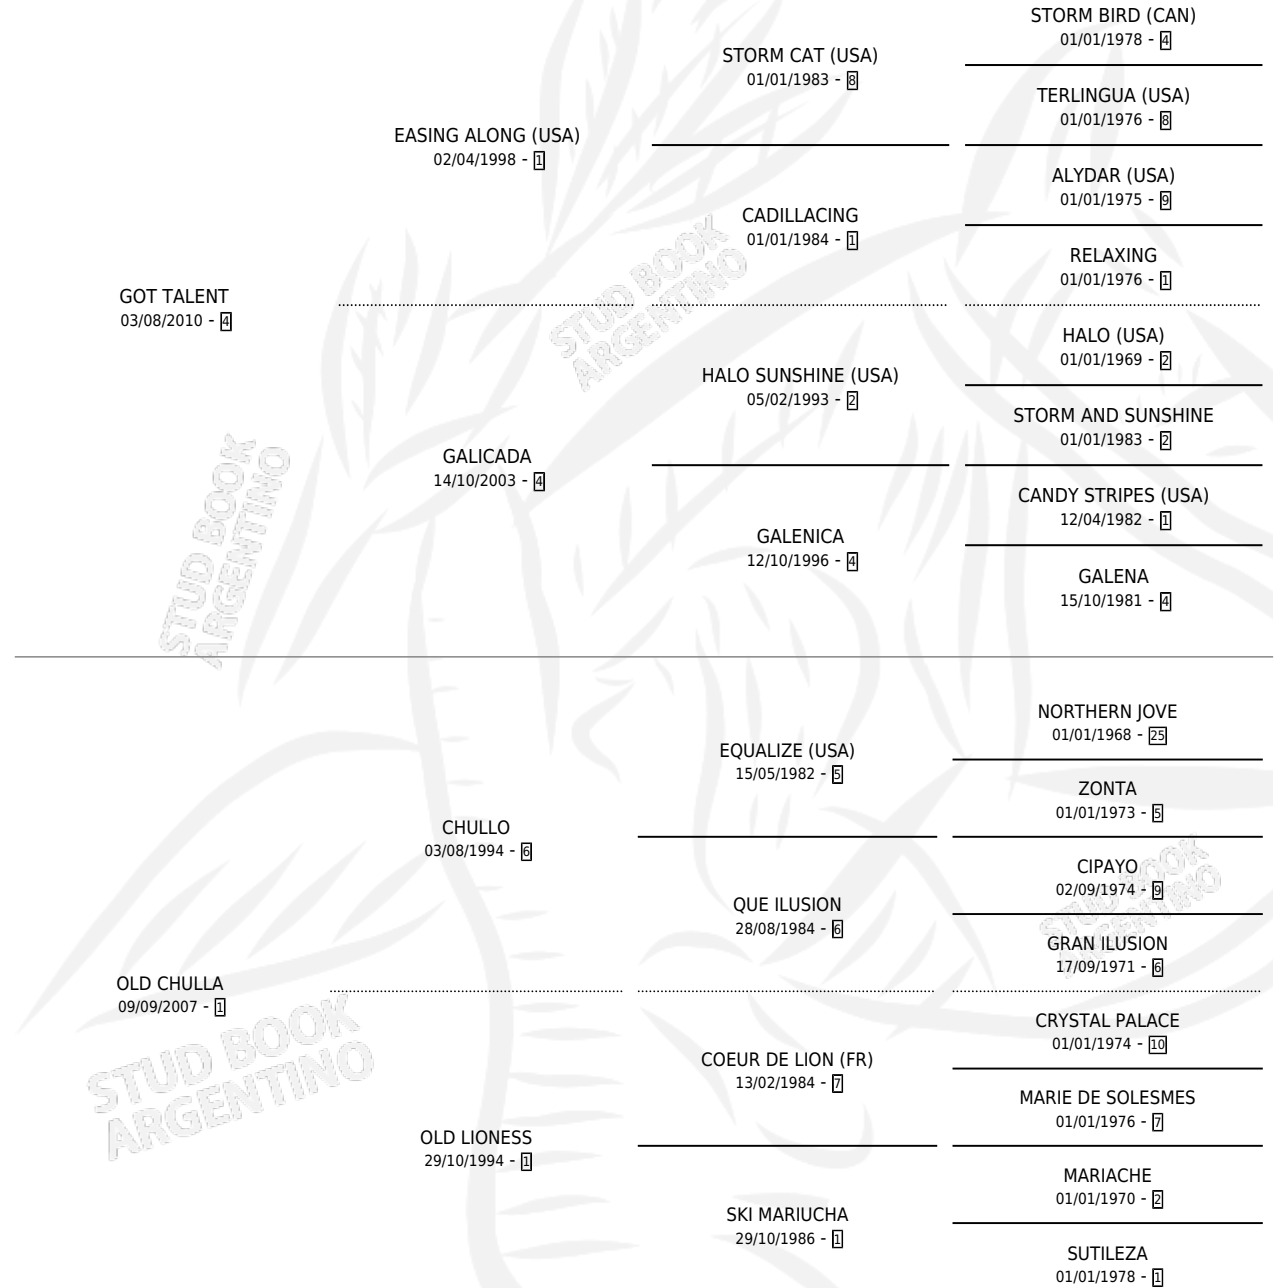 STORM BIRD (CAN)
01/01/1978 - 4
STORM CAT (USA)
01/01/1983 - 8
TERLINGUA (USA)
01/01/1976 - 8
EASING ALONG (USA)
02/04/1998 - 1
ALYDAR (USA)
01/01/1975 - 9
CADILLACING
01/01/1984 - 1
RELAXING
01/01/1976 - 1
GOT TALENT
03/08/2010 - 4
HALO (USA)
01/01/1969 - 2
HALO SUNSHINE (USA)
05/02/1993 - 2
STORM AND SUNSHINE
01/01/1983 - 2
GALICADA
14/10/2003 - 4
CANDY STRIPES (USA)
12/04/1982 - 1
GALENICA
12/10/1996 - 4
GALENA
15/10/1981 - 4
STUD BOOK
ARGENTINO
STUD BOOK
ARGENTINO
NORTHERN JOVE
01/01/1968 - 25
EQUALIZE (USA)
15/05/1982 - 5
ZONTA
01/01/1973 - 5
CHULLO
03/08/1994 - 6
CIPAYO
02/09/1974 - 9
QUE ILUSION
28/08/1984 - 6
GRAN ILUSION
17/09/1971 - 6
STUD BOOK
ARGENTINO
OLD CHULLA
09/09/2007 - 1
CRYSTAL PALACE
01/01/1974 - 10
COEUR DE LION (FR)
13/02/1984 - 7
MARIE DE SOLESMES
01/01/1976 - 7
OLD LIONESS
29/10/1994 - 1
MARIACHE
01/01/1970 - 2
SKI MARIUCHA
29/10/1986 - 1
SUTILEZA
01/01/1978 - 1
STUD BOOK
ARGENTINO